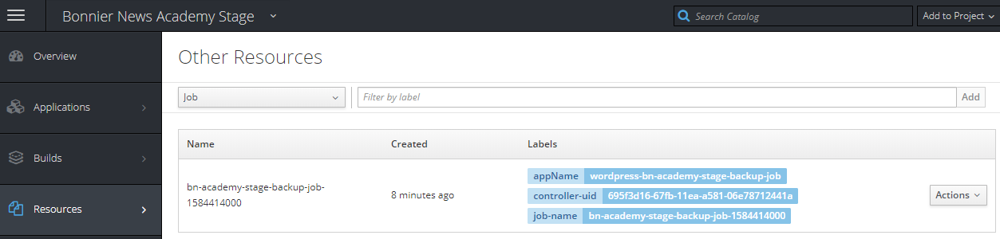 Bonnier News Academy Stage
Search Catalog
Add to Project
Overview
Applications
Builds
Resources
Other Resources
Job
Filter by label
Add
Name Created Labels
bn-academy-stage-backup-job-
1584414000
8 minutes ago
appName wordpress-bn-academy-stage-backup-job
controller-uid 695f3d16-67fb-11ea-a581-06e78712441a
job-name bn-academy-stage-backup-job-1584414000
Actions